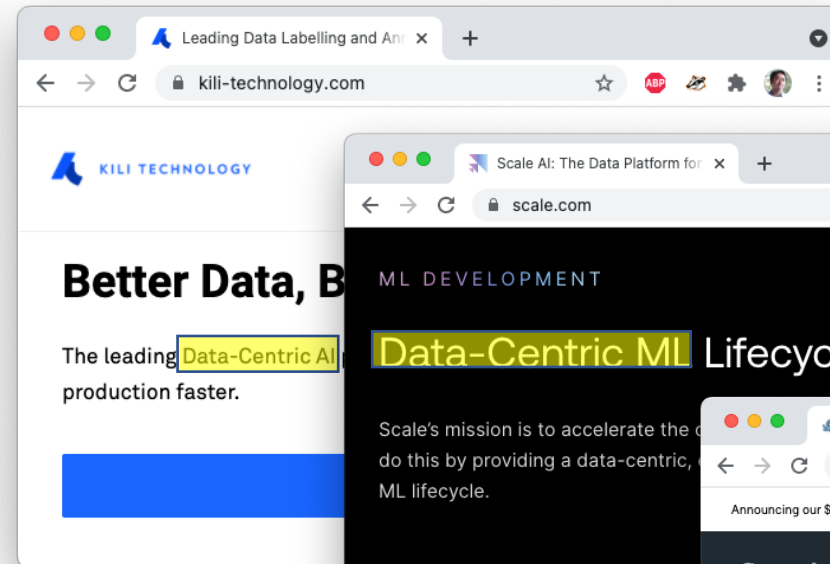 Leading Data Labelling and An
kili-technology.com
ABP
KILI TECHNOLOGY
Better Data, B
The leading Data-Centric AI
production faster.
Scale AI: The Data Platform for
scale.com
ML DEVELOPMENT
Data-Centric ML Lifecyc
Scale’s mission is to accelerate the
do this by providing a data-centric,
ML lifecycle.
Announcing our $